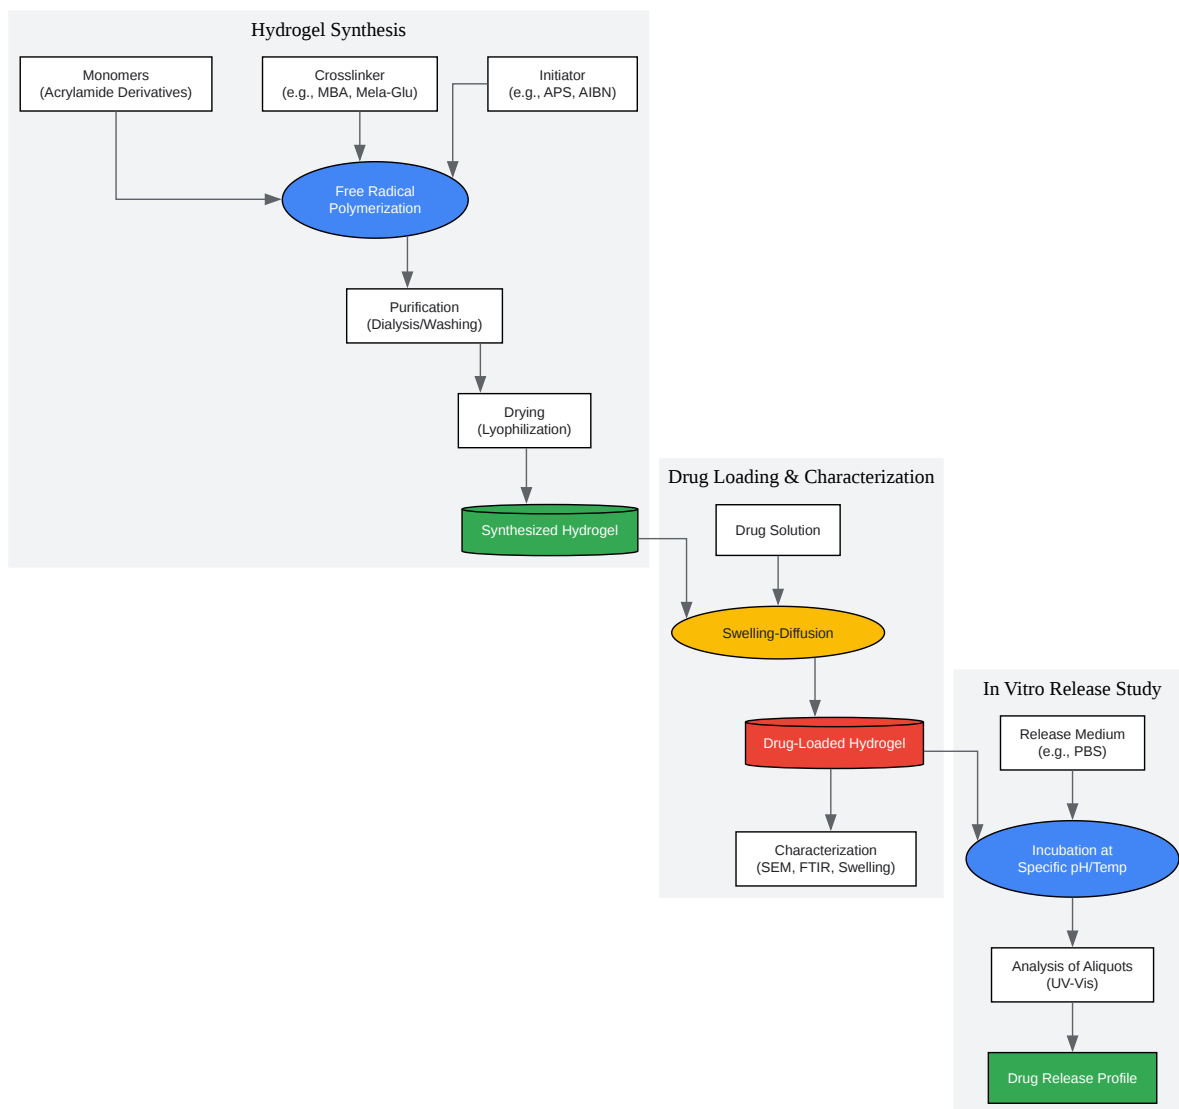 Hydrogel Synthesis
Monomers
(Acrylamide Derivatives)
Crosslinker
(e.g., MBA, Mela-Glu)
Initiator
(e.g., APS, AIBN)
Free Radical
Polymerization
Purification
(Dialysis/Washing)
Drying
(Lyophilization)
Synthesized Hydrogel
Drug Loading & Characterization
Drug Solution
Swelling-Diffusion
Drug-Loaded Hydrogel
Characterization
(SEM, FTIR, Swelling)
In Vitro Release Study
Release Medium
(e.g., PBS)
Incubation at
Specific pH/Temp
Analysis of Aliquots
(UV-Vis)
Drug Release Profile